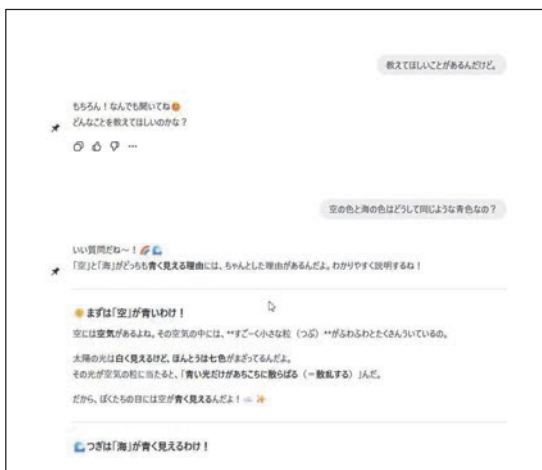 教えてほしいことがあるんだけど。
もちろん！なんでも聞いてね😊
どんなことを教えてほしいのかな？
空の色と海の色はどうして同じような青色なの？
いい質問だね〜！🌈🌊
「空」と「海」がどっちも青く見える理由には、ちゃんとした理由があるんだよ。わかりやすく説明するね！
🌞 まずは「空」が青いわけ！
空には空気があるよね。その空気の中には、**すごーく小さな粒（つぶ）**がふわふわとたくさんういているの。
太陽の光は白く見えるけど、ほんとうは七色がまざってるんだよ。
その光が空気の粒に当たると、「青い光だけがあちこちに散らばる（＝散乱する）」んだ。
だから、ぼくたちの目には空が青く見えるんだよ！☁️✨
🌊 つぎは「海」が青く見えるわけ！